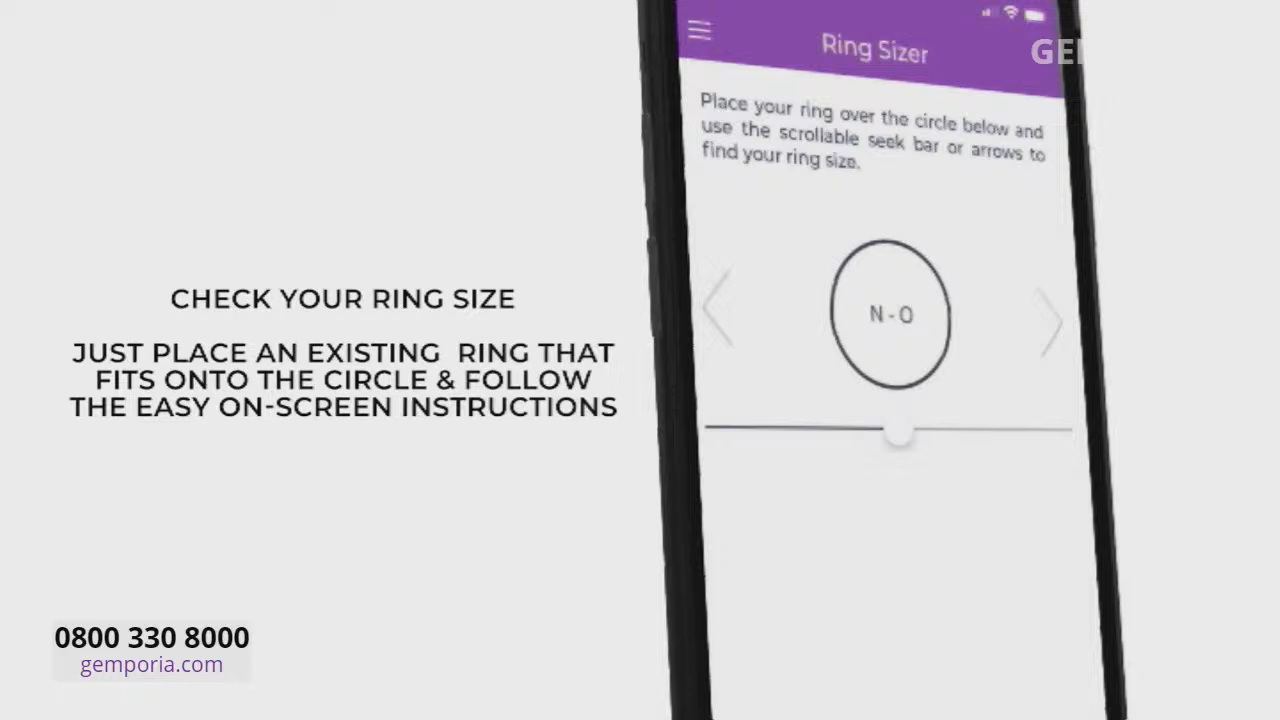 Ring Sizer
GE
Place your ring over the circle below and
use the scrollable seek bar or arrows to
find your ring size.
N - O
CHECK YOUR RING SIZE
JUST PLACE AN EXISTING RING THAT
FITS ONTO THE CIRCLE & FOLLOW
THE EASY ON-SCREEN INSTRUCTIONS
0800 330 8000
gemporia.com